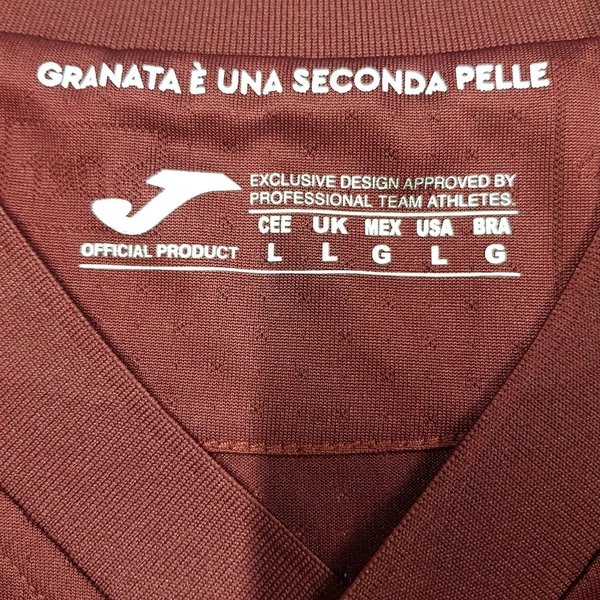 GRANATA È UNA SECONDA PELLE
EXCLUSIVE DESIGN APPROVED BY
PROFESSIONAL TEAM ATHLETES.
CEE UK MEX USA BRA
OFFICIAL PRODUCT L L G L G